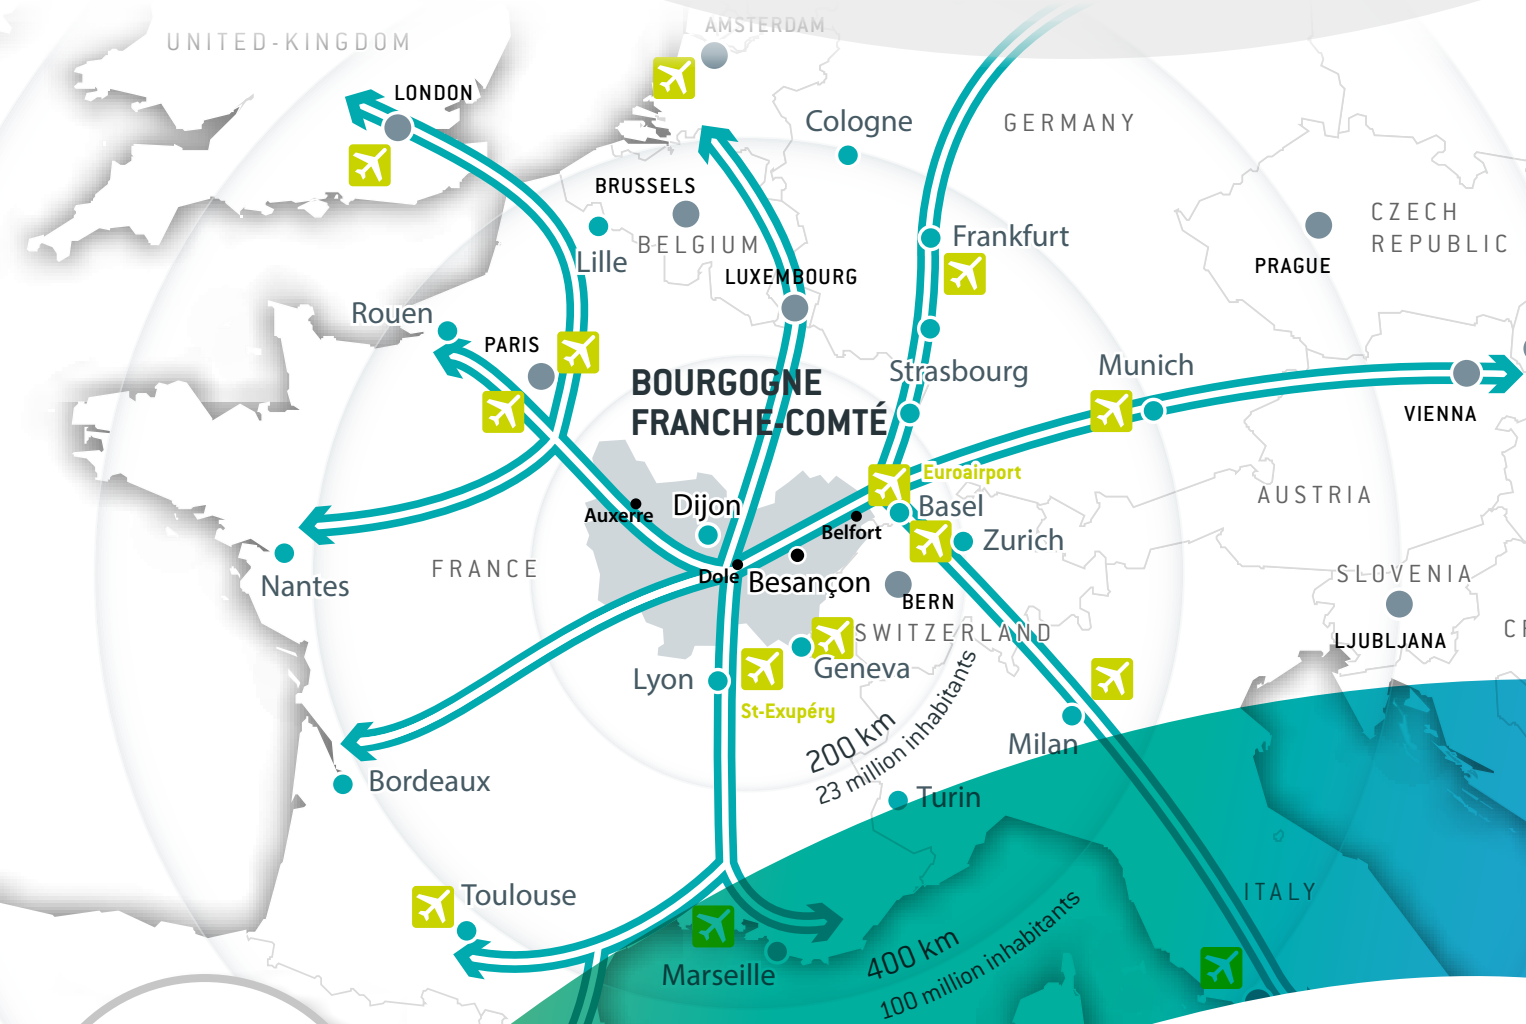 AMSTERDAM
UNITED-KINGDOM
LONDON
Cologne
GERMANY
BRUSSELS
CZECH
REPUBLIC
BELGIUM
Frankfurt
Lille
LUXEMBOURG
PRAGUE
Rouen
PARIS
Strasbourg
Munich
BOURGOGNE
FRANCHE-COMTÉ
VIENNA
Euroairport
AUSTRIA
Auxerre
Dijon
Basel
Belfort
Zurich
FRANCE
Dole
Besançon
Nantes
BERN
SLOVENIA
SWITZERLAND
LJUBLJANA
Geneva
Lyon
St-Exupéry
200 km
23 million inhabitants
Milan
Bordeaux
Turin
Toulouse
ITALY
Marseille
400 km
100 million inhabitants